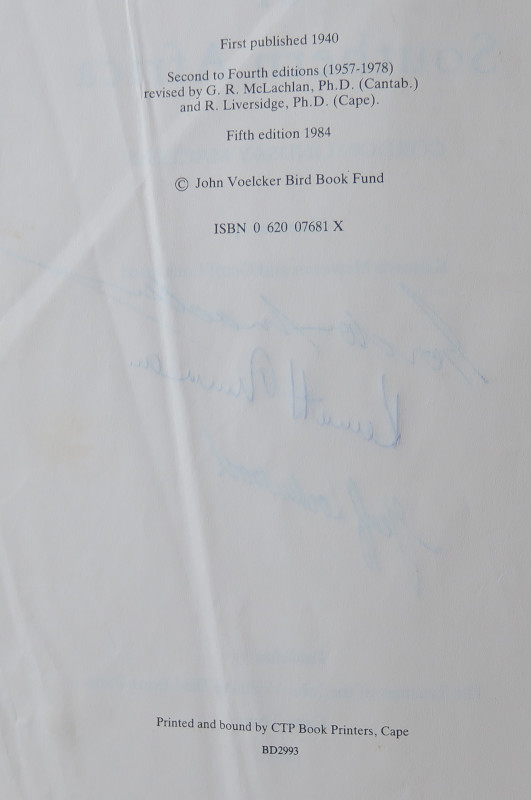 First published 1940
Second to Fourth editions (1957-1978)
revised by G. R. McLachlan, Ph.D. (Cantab.)
and R. Liversidge, Ph.D. (Cape).
Fifth edition 1984
© John Voelcker Bird Book Fund
ISBN 0 620 07681 X
Printed and bound by CTP Book Printers, Cape
BD2993